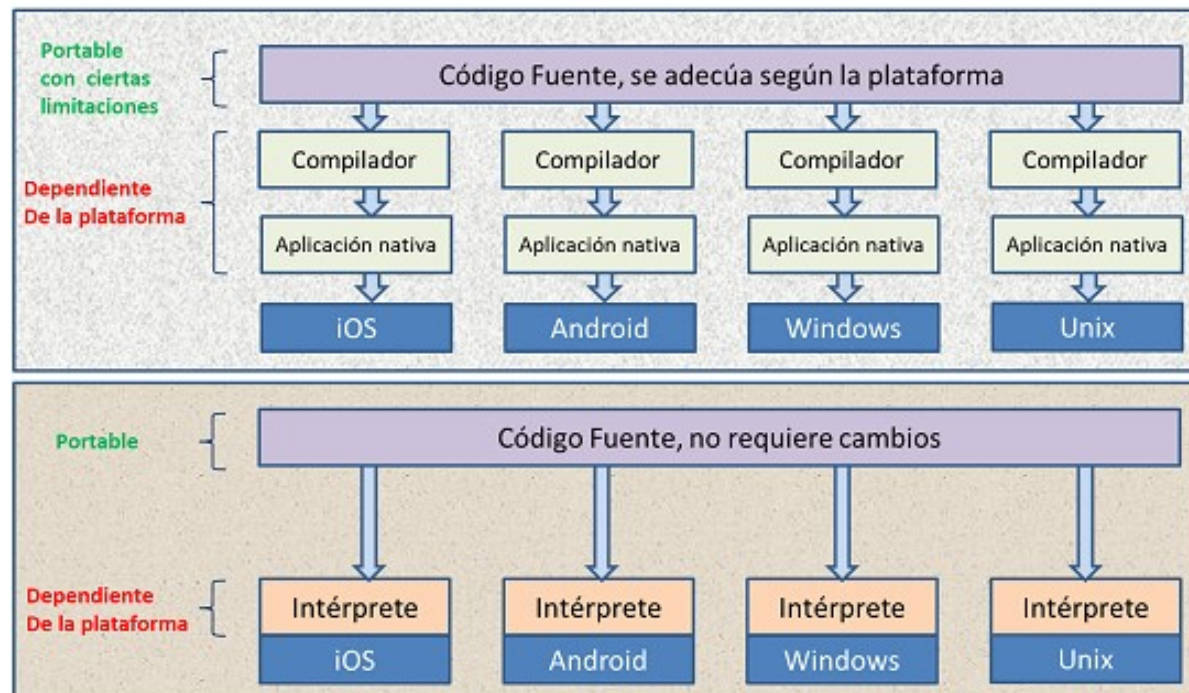 Portable
con ciertas
limitaciones
Código Fuente, se adecúa según la plataforma
Dependiente
De la plataforma
Compilador
Compilador
Compilador
Compilador
Aplicación nativa
Aplicación nativa
Aplicación nativa
Aplicación nativa
iOS
Android
Windows
Unix
Portable
Código Fuente, no requiere cambios
Dependiente
De la plataforma
Intérprete
Intérprete
Intérprete
Intérprete
iOS
Android
Windows
Unix